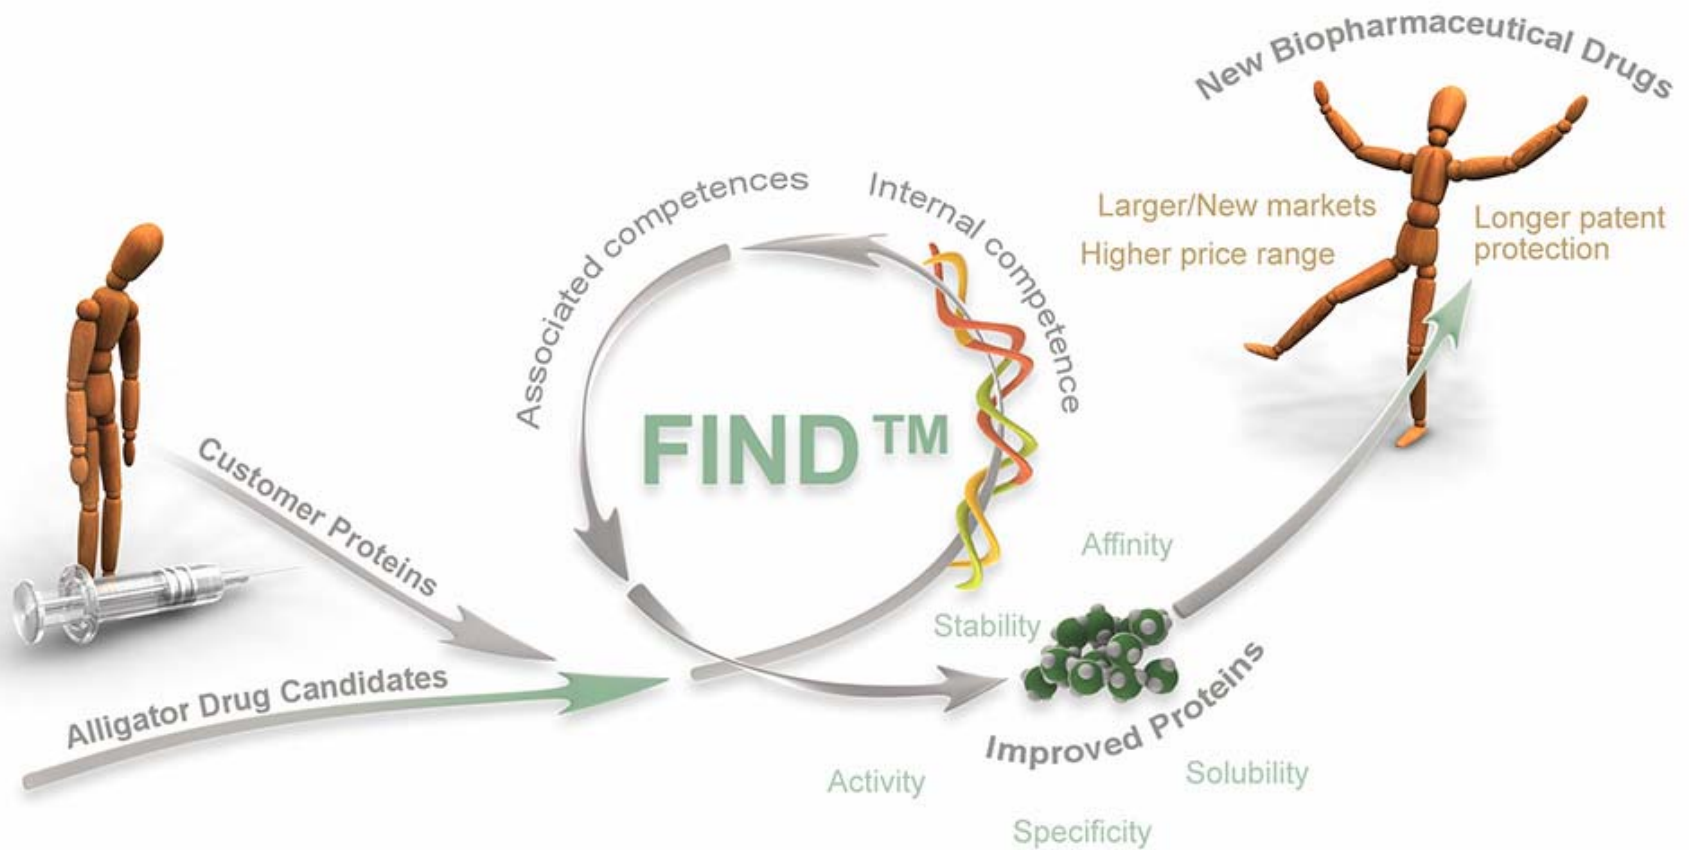 New Biopharmaceutical Drugs
Associated competences
Internal competence
Larger/New markets
Higher price range
Longer patent
protection
FIND™
Customer Proteins
Alligator Drug Candidates
Affinity
Stability
Improved Proteins
Activity
Solubility
Specificity